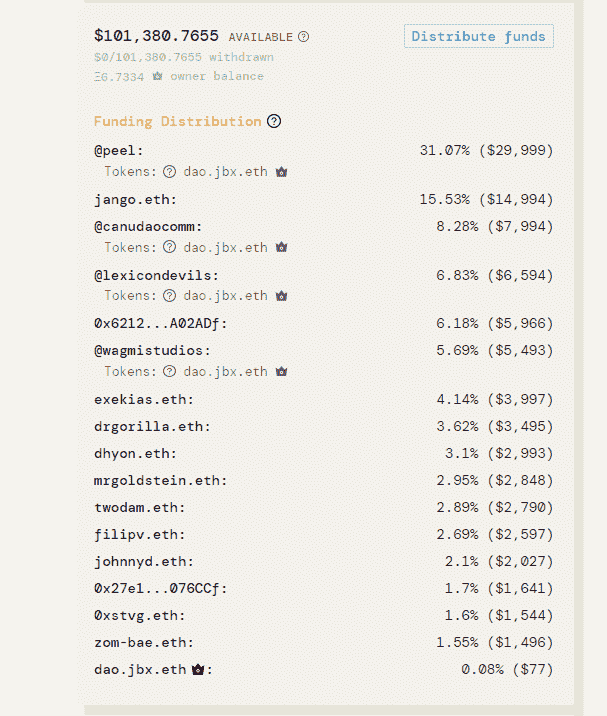 $101,380.7655 AVAILABLE ? Distribute funds
$0/101,380.7655 withdrawn
Ξ6.7334 owner balance
Funding Distribution ?
@peel: 31.07% ($29,999)
Tokens: ? dao.jbx.eth
jango.eth: 15.53% ($14,994)
@canudaocomm: 8.28% ($7,994)
Tokens: ? dao.jbx.eth
@lexicondevils: 6.83% ($6,594)
Tokens: ? dao.jbx.eth
0x6212...A02ADf: 6.18% ($5,966)
@wagmistudios: 5.69% ($5,493)
Tokens: ? dao.jbx.eth
exekias.eth: 4.14% ($3,997)
drgorilla.eth: 3.62% ($3,495)
dhyon.eth: 3.1% ($2,993)
mrgoldstein.eth: 2.95% ($2,848)
twodam.eth: 2.89% ($2,790)
filipv.eth: 2.69% ($2,597)
johnnyd.eth: 2.1% ($2,027)
0x27e1...076CCf: 1.7% ($1,641)
0xstvg.eth: 1.6% ($1,544)
zom-bae.eth: 1.55% ($1,496)
dao.jbx.eth : 0.08% ($77)